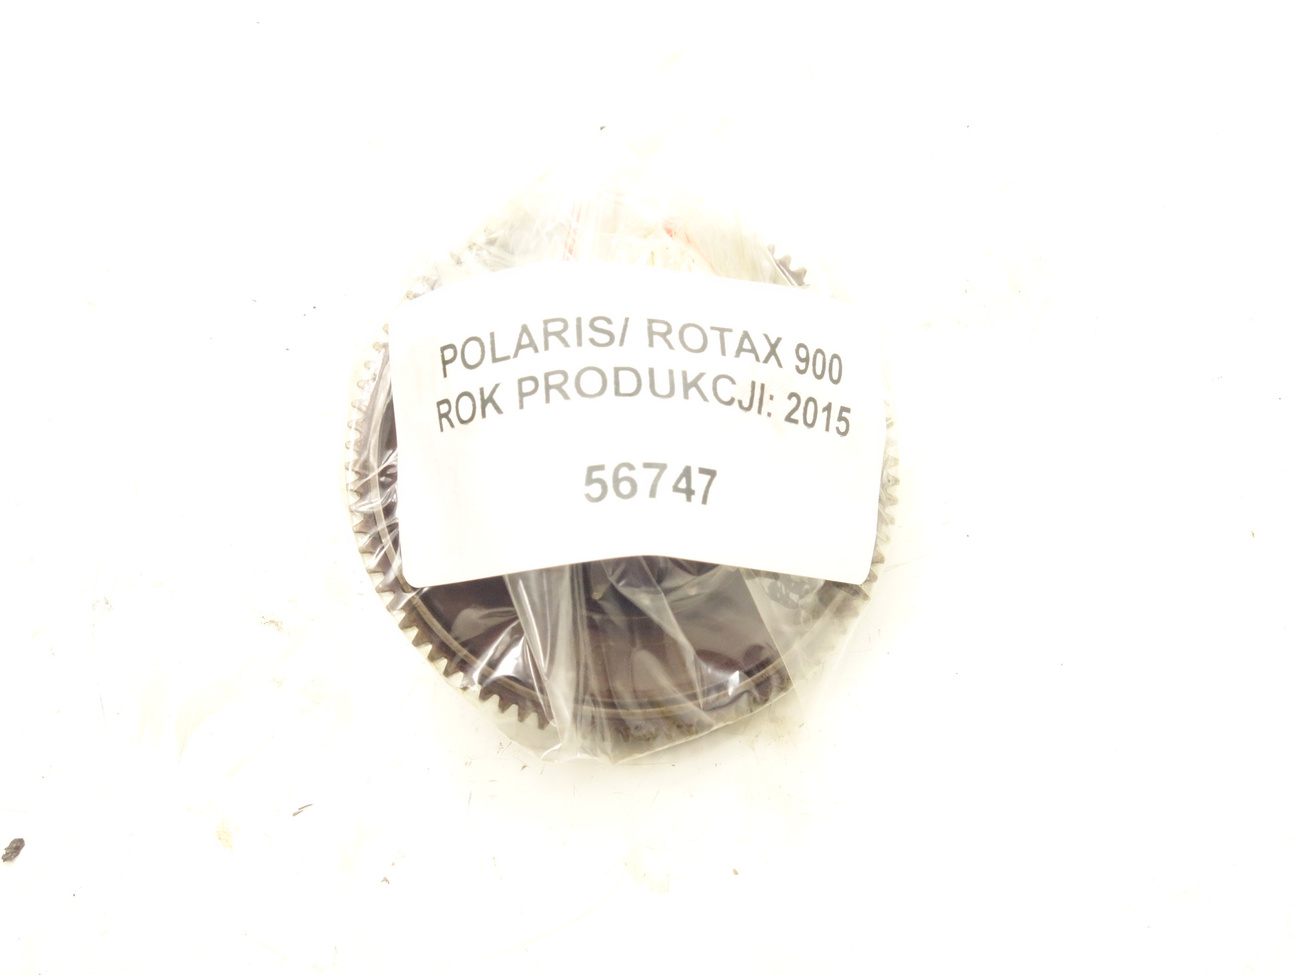 POLARIS/ ROTAX 900
ROK PRODUKCJI: 2015
56747